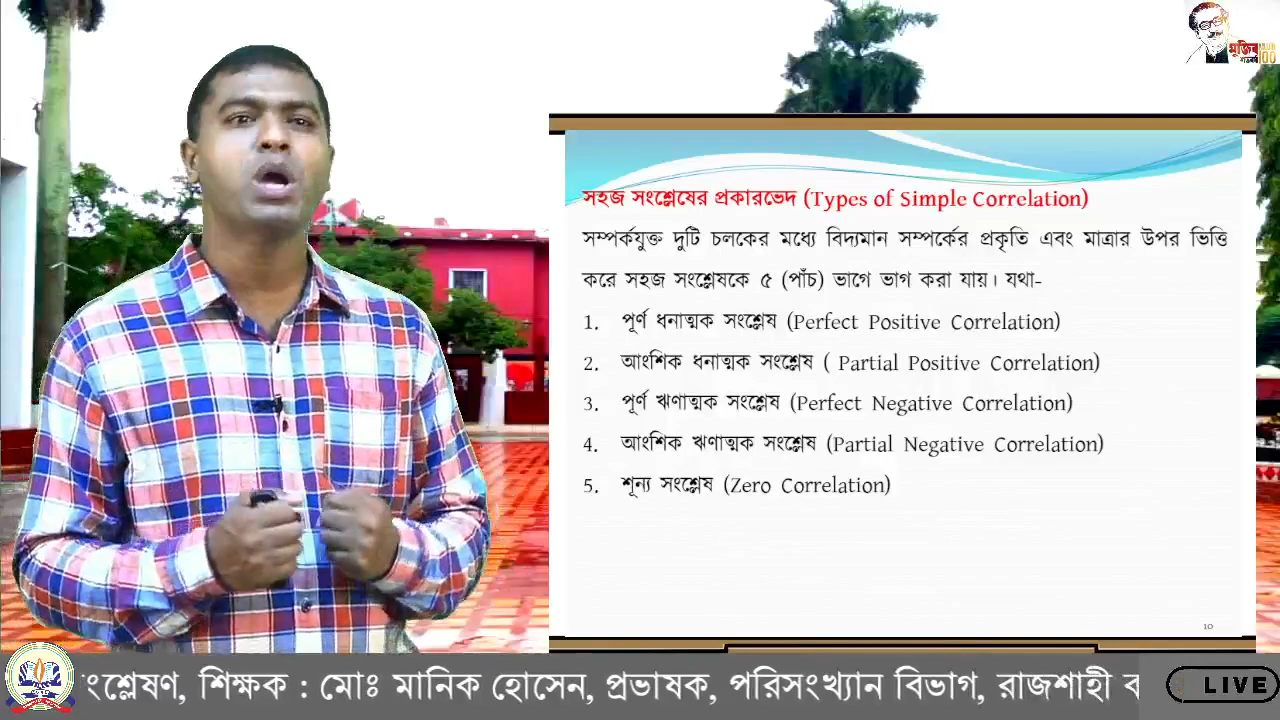 সহজ সংশ্লেষের প্রকারভেদ (Types of Simple Correlation)
সম্পর্কযুক্ত দুটি চলকের মধ্যে বিদ্যমান সম্পর্কের প্রকৃতি এবং মাত্রার উপর ভিত্তি
করে সহজ সংশ্লেষকে ৫ (পাঁচ) ভাগে ভাগ করা যায়। যথা-
1. পূর্ণ ধনাত্মক সংশ্লেষ (Perfect Positive Correlation)
2. আংশিক ধনাত্মক সংশ্লেষ ( Partial Positive Correlation)
3. পূর্ণ ঋণাত্মক সংশ্লেষ (Perfect Negative Correlation)
4. আংশিক ঋণাত্মক সংশ্লেষ (Partial Negative Correlation)
5. শূন্য সংশ্লেষ (Zero Correlation)
10
ংশ্লেষণ, শিক্ষক : মোঃ মানিক হোসেন, প্রভাষক, পরিসংখ্যান বিভাগ, রাজশাহী ক
LIVE